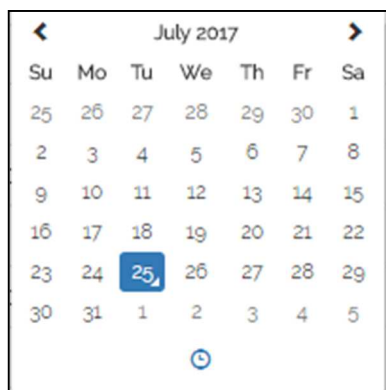 July 2017
Su Mo Tu We Th Fr Sa
25 26 27 28 29 30 1
2 3 4 5 6 7 8
9 10 11 12 13 14 15
16 17 18 19 20 21 22
23 24 25 26 27 28 29
30 31 1 2 3 4 5